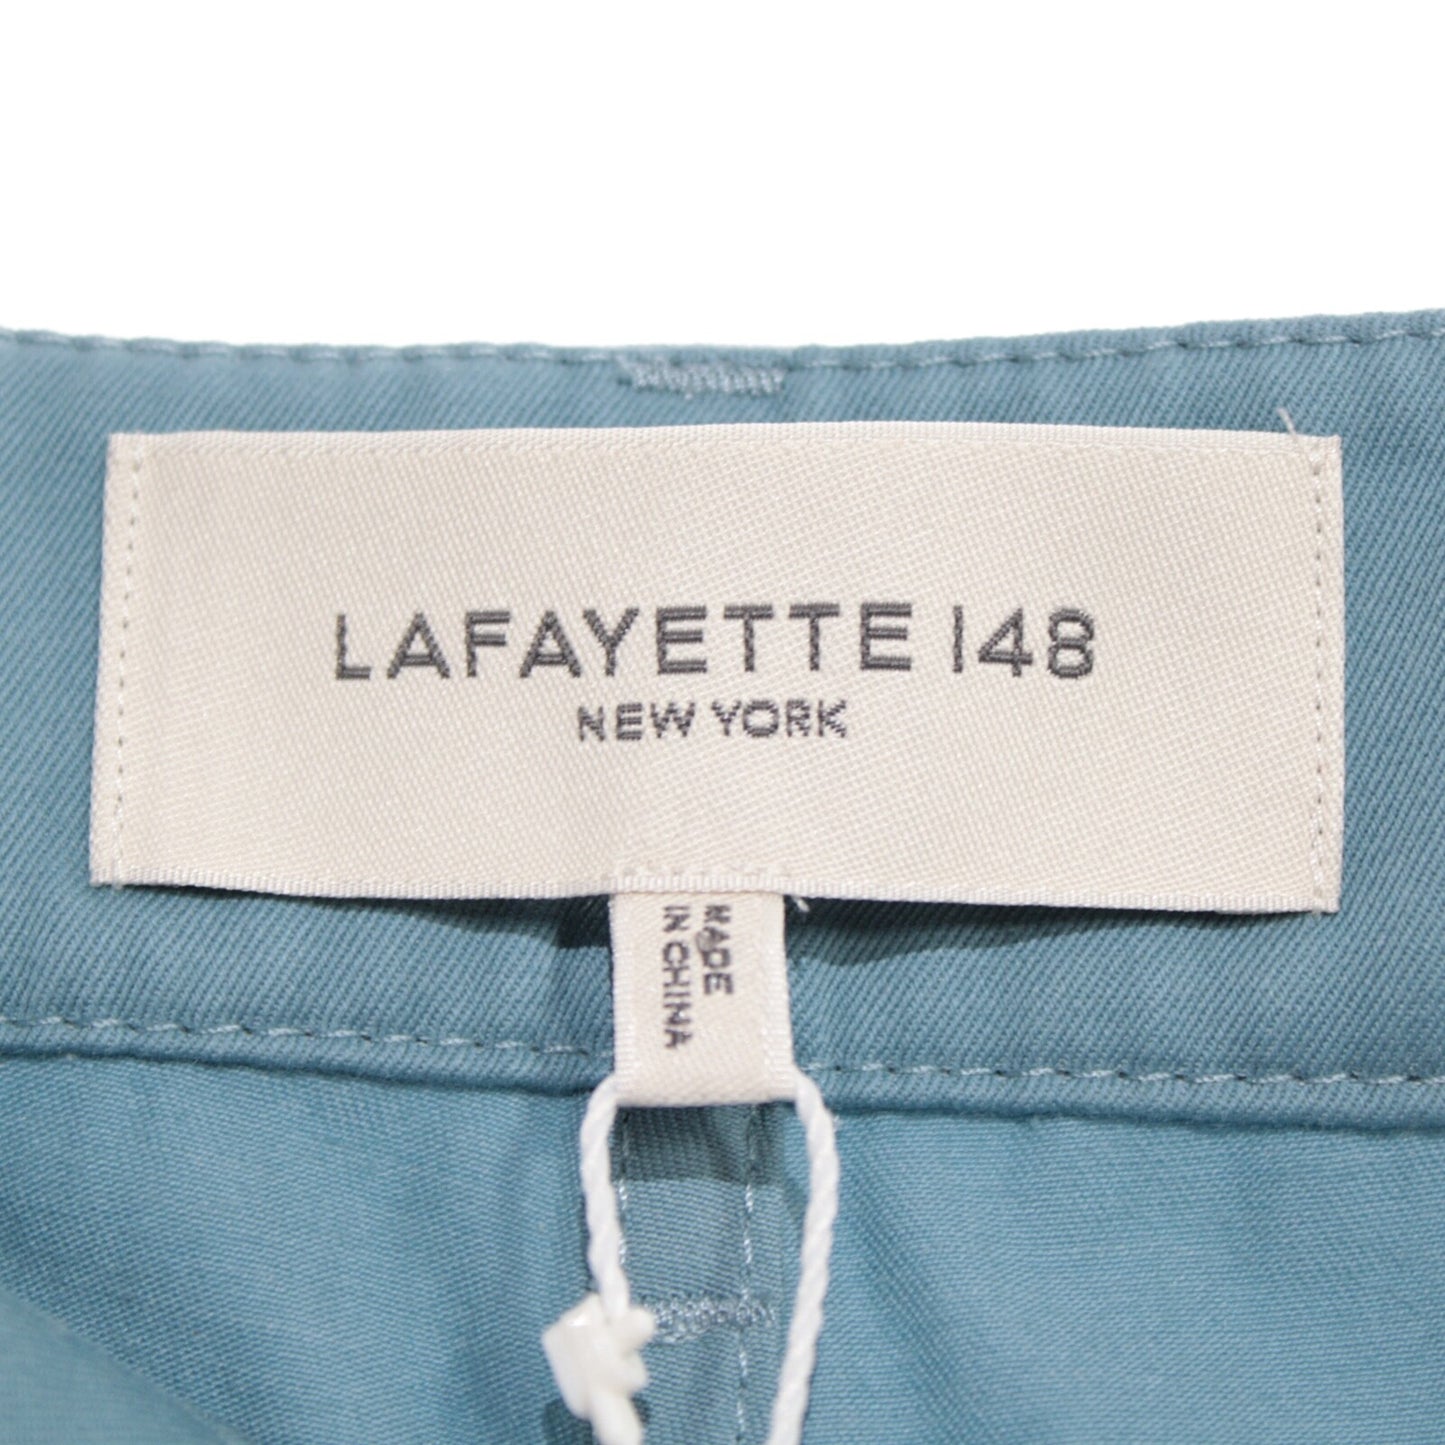 LAFAYETTE 148
NEW YORK
MADE
IN CHINA